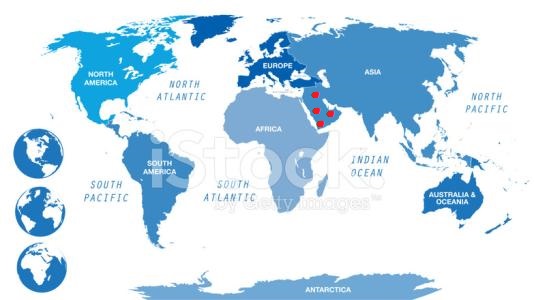 NORTH
AMERICA
NORTH
ATLANTIC
EUROPE
ASIA
NORTH
PACIFIC
AFRICA
SOUTH
AMERICA
SOUTH
PACIFIC
SOUTH
ATLANTIC
INDIAN
OCEAN
AUSTRALIA &
OCEANIA
ANTARCTICA
iStock
by Getty Images™